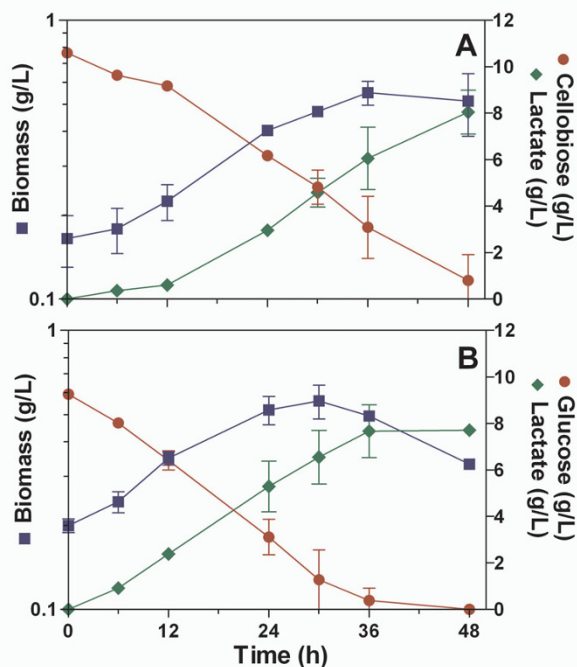 1
Biomass (g/L)
0.1
A
12
10
8
6
4
2
0
Cellobiose (g/L)
Lactate (g/L)
1
Biomass (g/L)
0.1
B
12
10
8
6
4
2
0
Glucose (g/L)
Lactate (g/L)
0 12 24 36 48
Time (h)